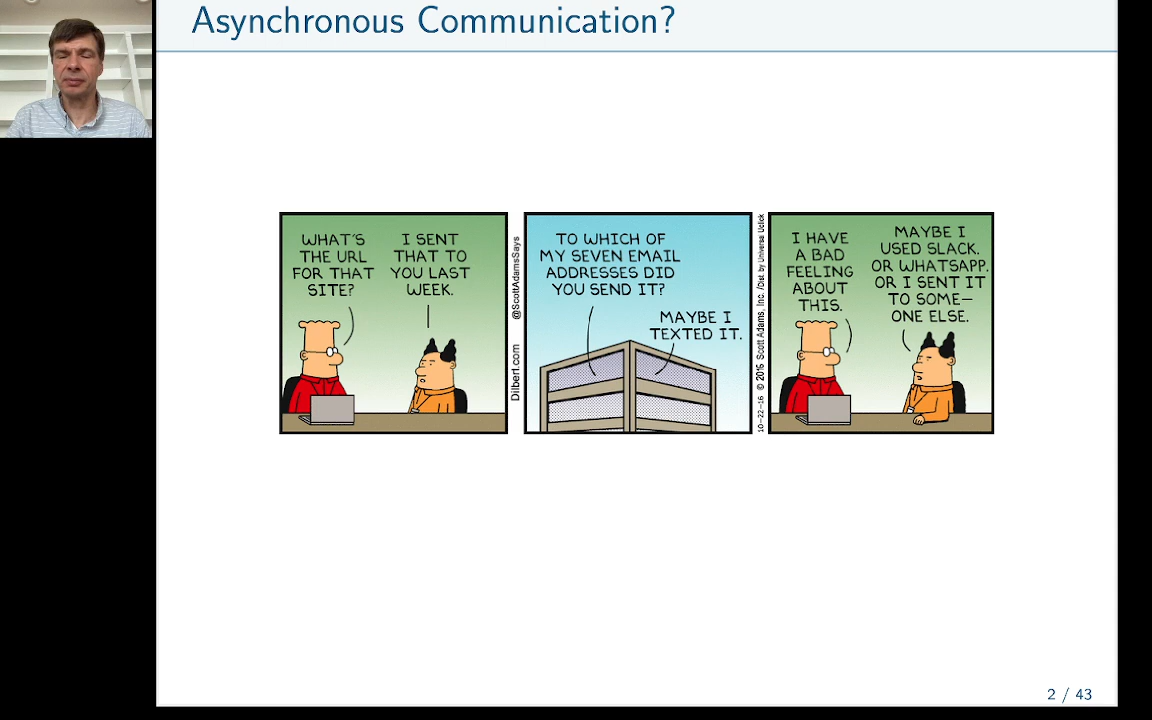 Asynchronous Communication?
WHAT'S
THE URL
FOR THAT
SITE?
I SENT
THAT TO
YOU LAST
WEEK.
Dilbert.com @ScottAdamsSays
TO WHICH OF
MY SEVEN EMAIL
ADDRESSES DID
YOU SEND IT?
MAYBE I
TEXTED IT.
10-22-16 © 2016 Scott Adams, Inc. /Dist. by Universal Uclick
I HAVE
A BAD
FEELING
ABOUT
THIS.
MAYBE I
USED SLACK.
OR WHATSAPP.
OR I SENT IT
TO SOME-
ONE ELSE.
2 / 43